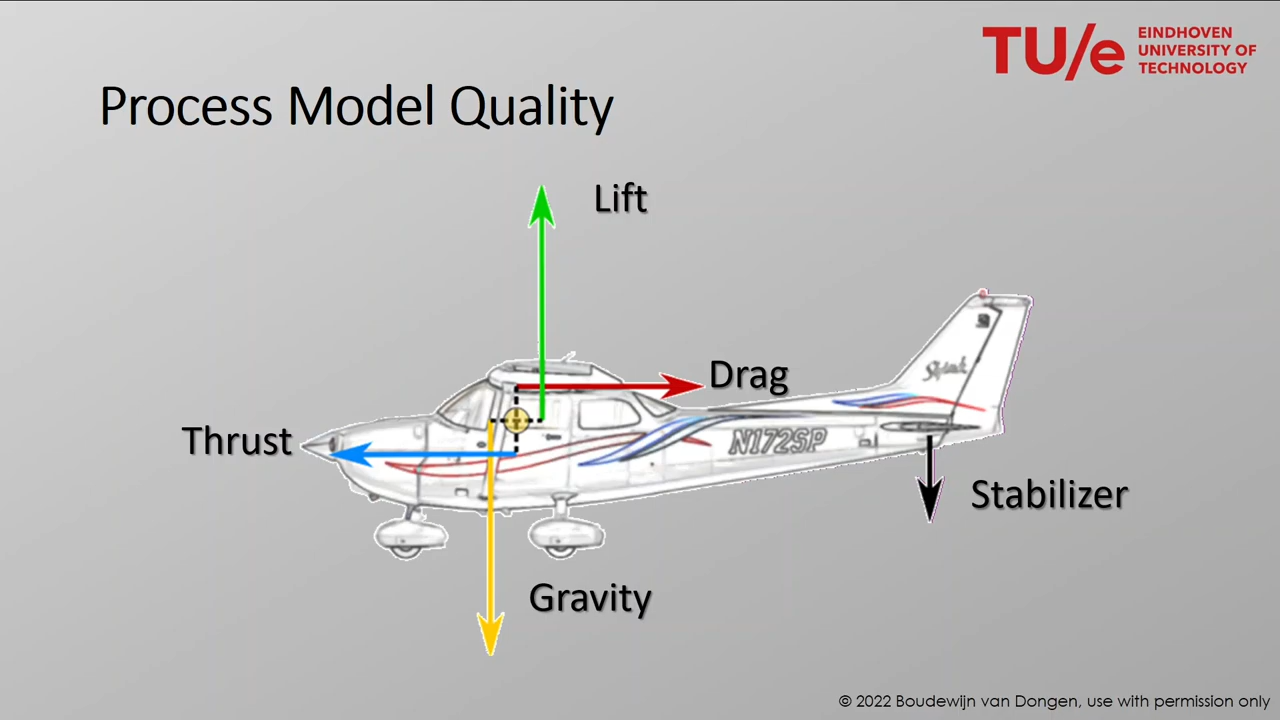 TU/e
EINDHOVEN
UNIVERSITY OF
TECHNOLOGY
Process Model Quality
Lift
Drag
Thrust
N172SP
Stabilizer
Gravity
© 2022 Boudewijn van Dongen, use with permission only